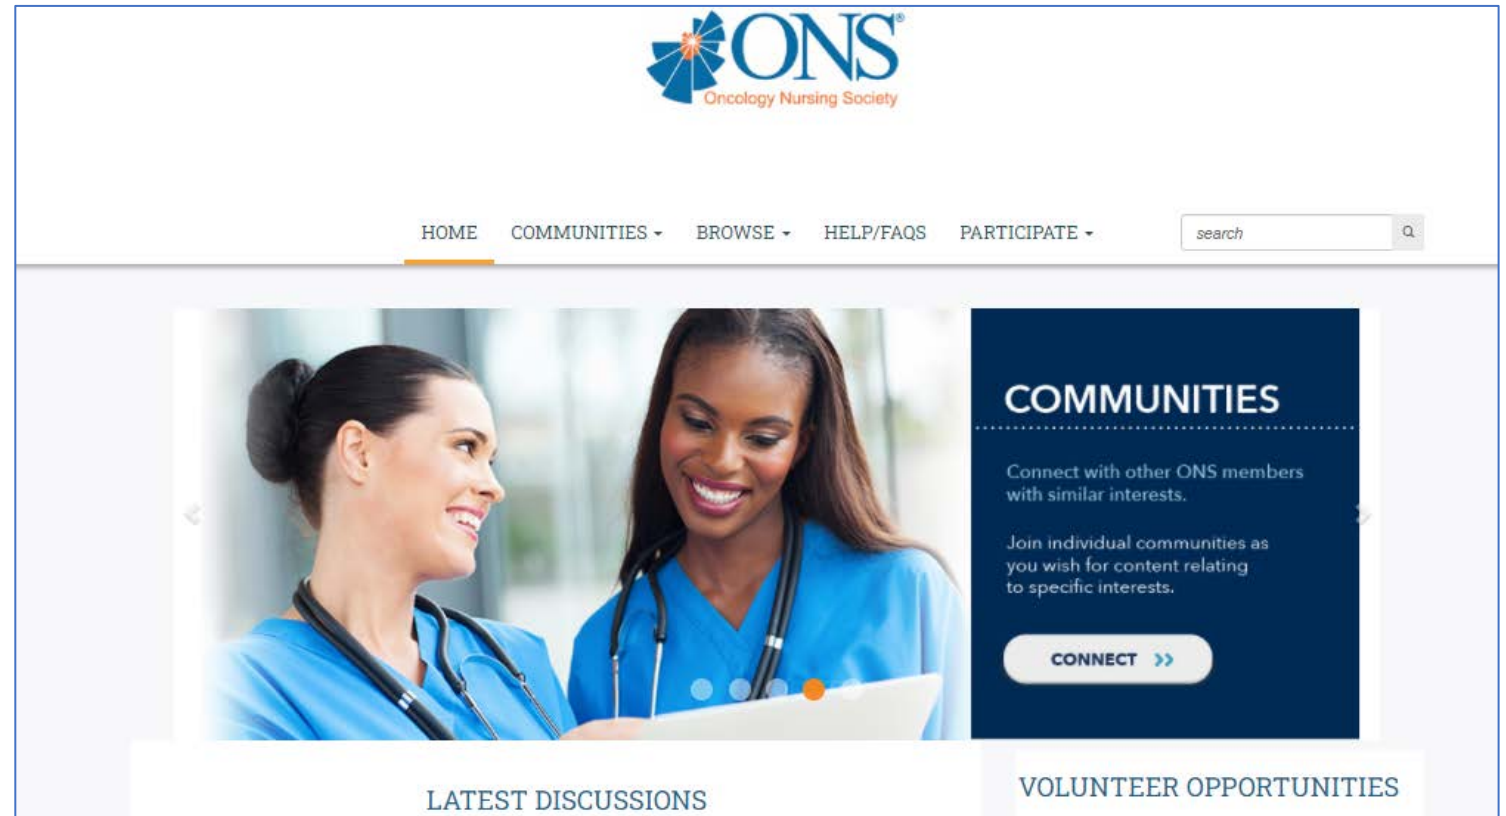 ONS®
Oncology Nursing Society
HOME COMMUNITIES BROWSE HELP/FAQS PARTICIPATE search
COMMUNITIES
Connect with other ONS members
with similar interests.
Join individual communities as
you wish for content relating
to specific interests.
CONNECT »
LATEST DISCUSSIONS
VOLUNTEER OPPORTUNITIES